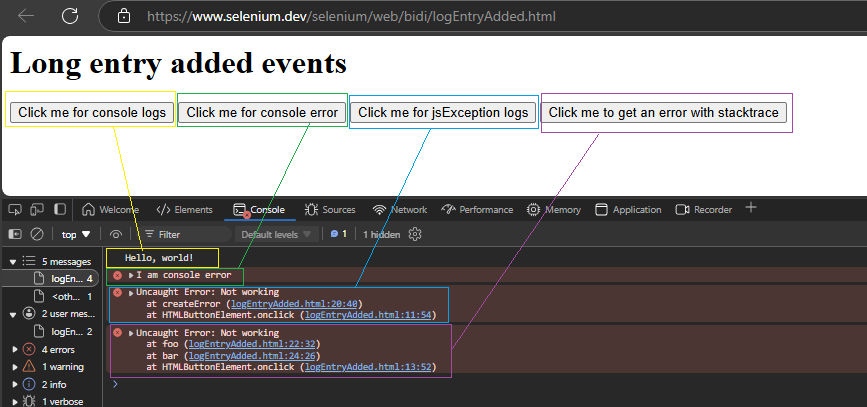 https://www.selenium.dev/selenium/web/bidi/logEntryAdded.html
Long entry added events
Click me for console logs Click me for console error Click me for jsException logs Click me to get an error with stacktrace
Welcome Elements Console Sources Network Performance Memory Application Recorder
top Filter Default levels 1 1 hidden
5 messages
logEn... 4
<oth... 1
2 user mes...
logEn... 2
4 errors
1 warning
2 info
1 verbose
Hello, world!
I am console error
Uncaught Error: Not working
at createError (logEntryAdded.html:20:40)
at HTMLButtonElement.onclick (logEntryAdded.html:11:54)
Uncaught Error: Not working
at foo (logEntryAdded.html:22:32)
at bar (logEntryAdded.html:24:26)
at HTMLButtonElement.onclick (logEntryAdded.html:13:52)